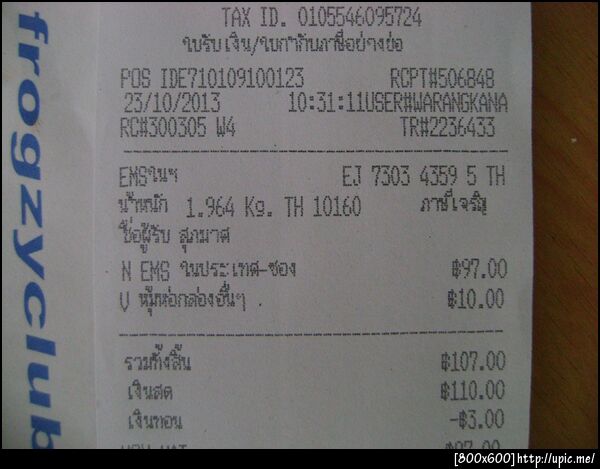 TAX ID. 0105546095724
ใบรับเงิน/ใบกำกับภาษีอย่างย่อ
POS IDE710109100123 RCPT#506848
23/10/2013 10:31:11USER#WARANGKANA
RC#300305 W4 TR#2236433
EMSในฯ EJ 7303 4359 5 TH
น้ำหนัก 1.964 Kg. TH 10160 ภาษีเจริญ
ชื่อผู้รับ สุภมาศ
N EMS ในประเทศ-ซอง ฿97.00
V หุ้มห่อกล่องอื่นๆ . ฿10.00
รวมทั้งสิ้น ฿107.00
เงินสด ฿110.00
เงินทอน -฿3.00
frogzyclub
[800x600]http://upic.me/